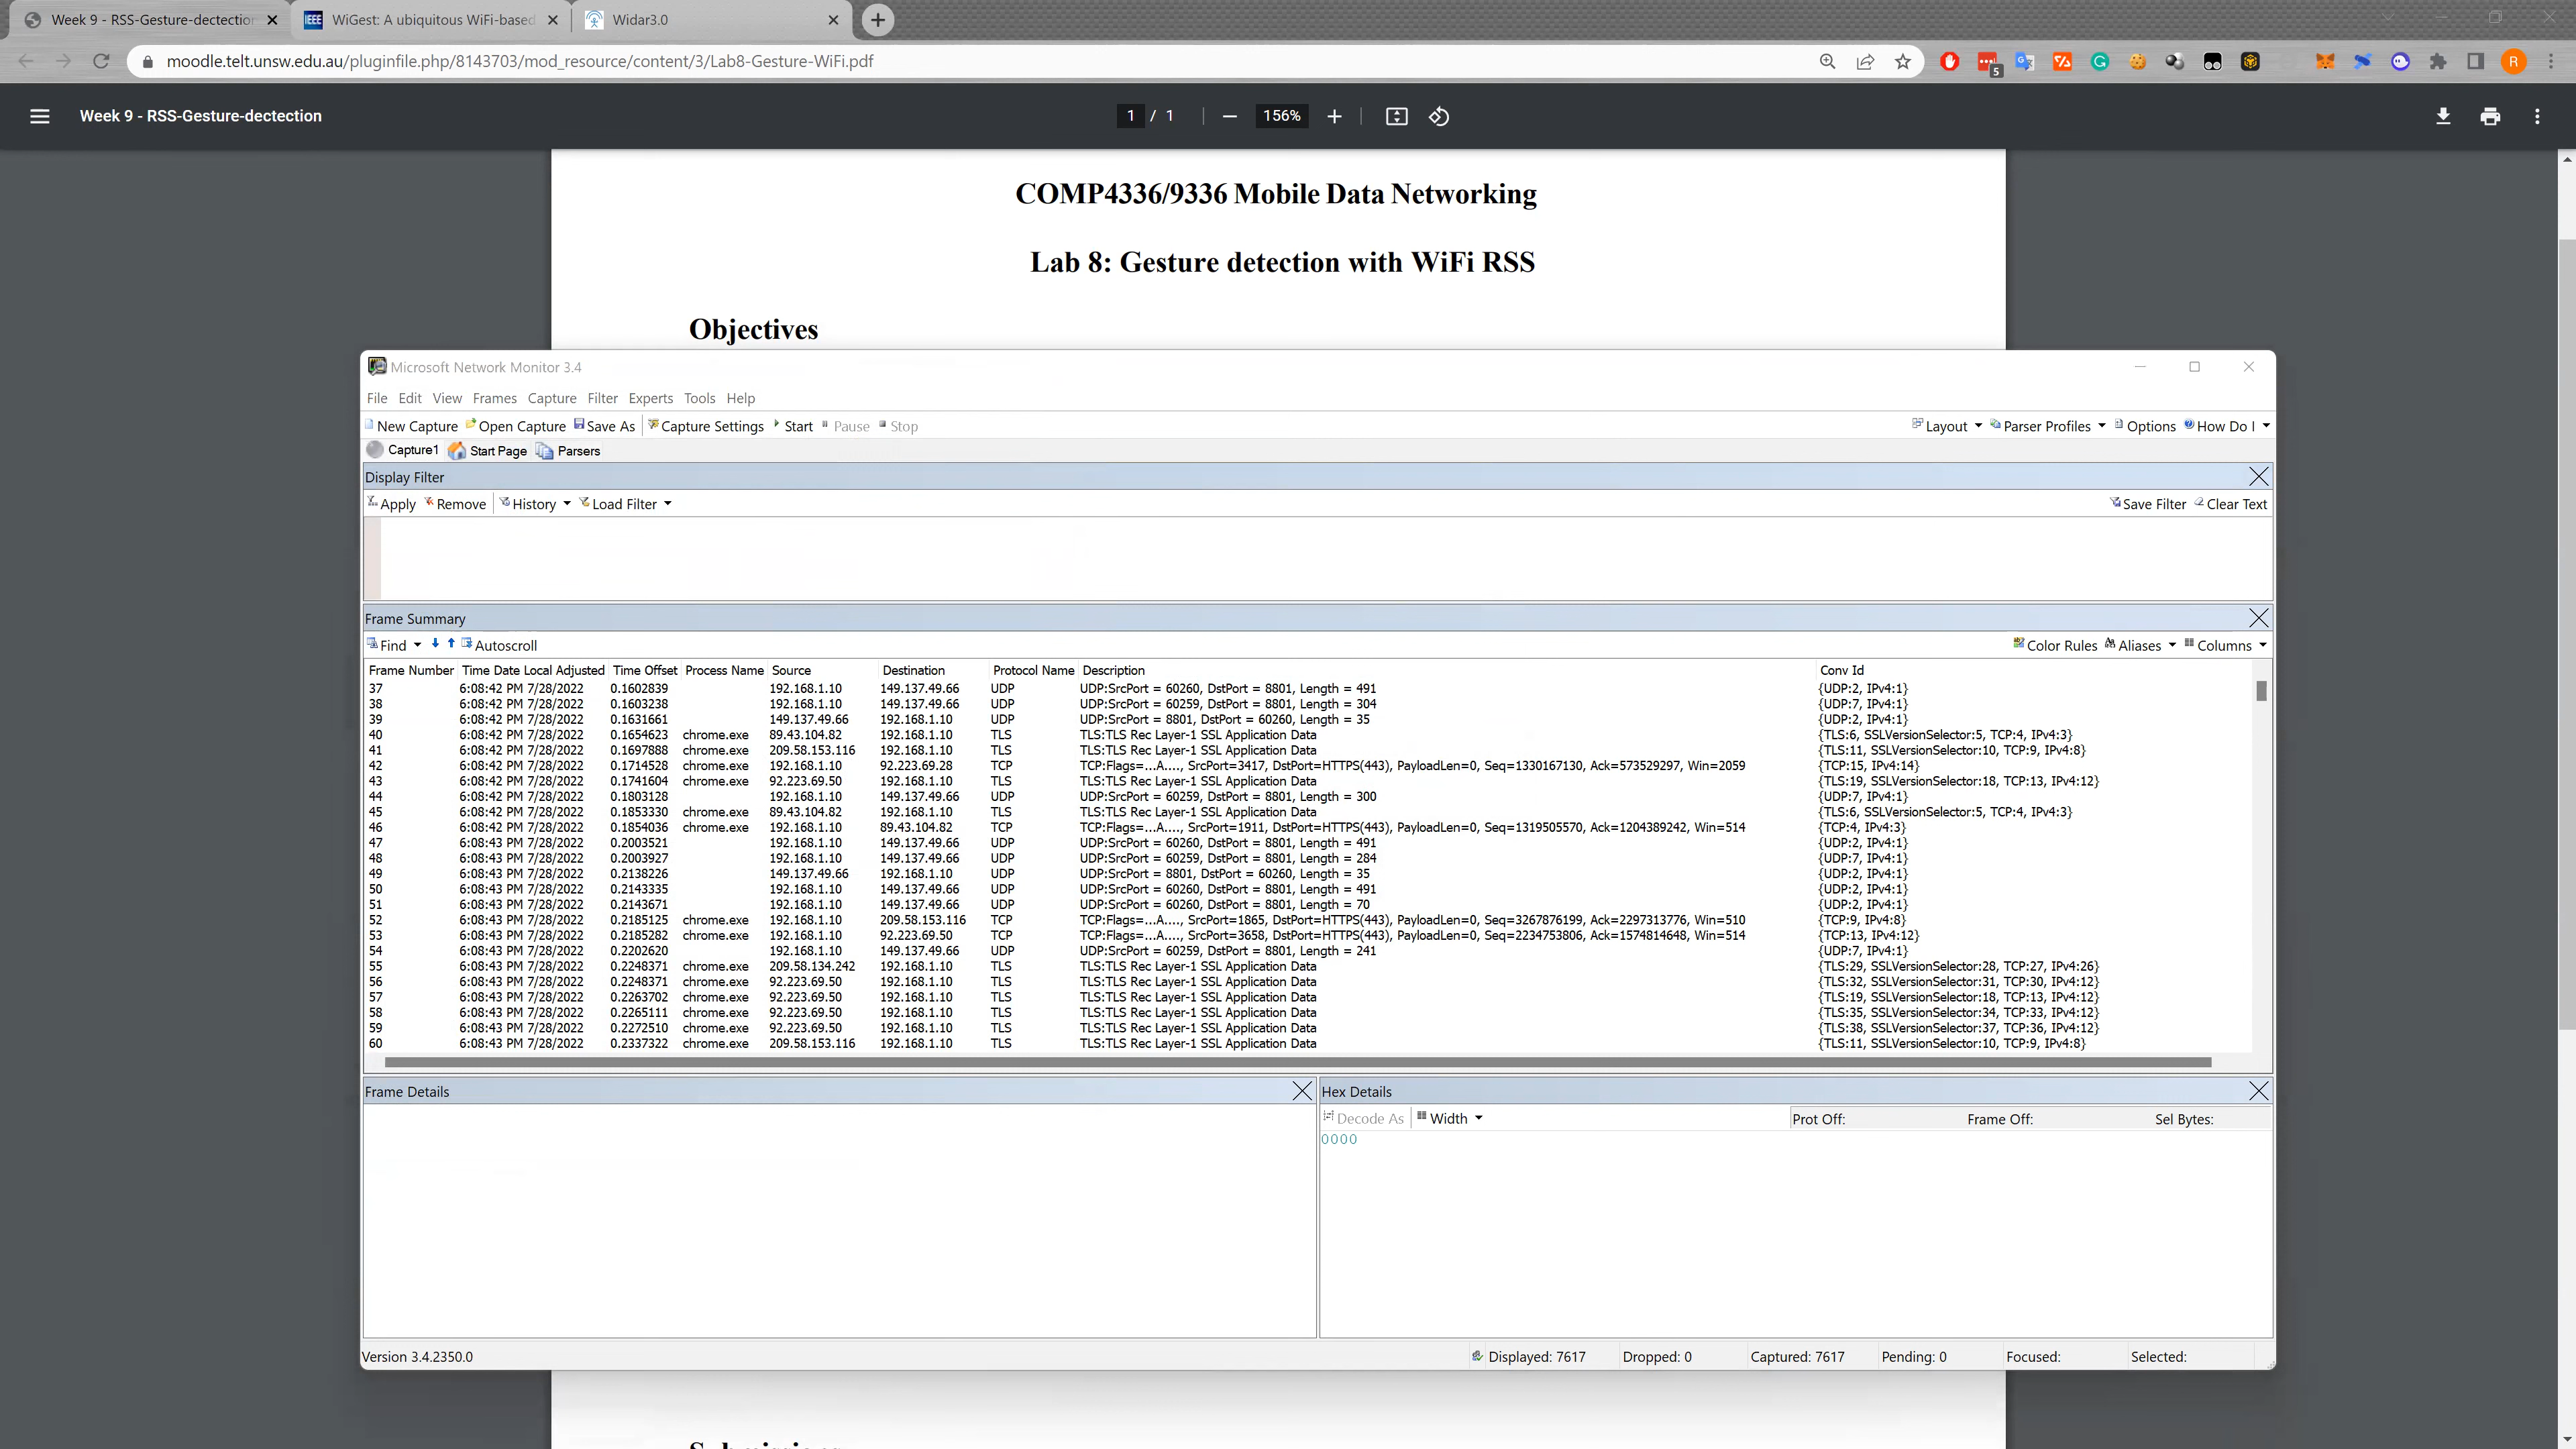 Week 9 - RSS-Gesture-dectection
WiGest: A ubiquitous WiFi-based
Widar3.0
moodle.telt.unsw.edu.au/pluginfile.php/8143703/mod_resource/content/3/Lab8-Gesture-WiFi.pdf
5
R
Week 9 - RSS-Gesture-dectection
1 / 1
156%
COMP4336/9336 Mobile Data Networking
Lab 8: Gesture detection with WiFi RSS
Objectives
Microsoft Network Monitor 3.4
File Edit View Frames Capture Filter Experts Tools Help
New Capture Open Capture Save As Capture Settings Start Pause Stop Layout Parser Profiles Options How Do I
Capture1 Start Page Parsers
Display Filter
Apply Remove History Load Filter Save Filter Clear Text
Frame Summary
Find Autoscroll Color Rules Aliases Columns
Frame Number Time Date Local Adjusted Time Offset Process Name Source Destination Protocol Name Description Conv Id
37 6:08:42 PM 7/28/2022 0.1602839 192.168.1.10 149.137.49.66 UDP UDP:SrcPort = 60260, DstPort = 8801, Length = 491 {UDP:2, IPv4:1}
38 6:08:42 PM 7/28/2022 0.1603238 192.168.1.10 149.137.49.66 UDP UDP:SrcPort = 60259, DstPort = 8801, Length = 304 {UDP:7, IPv4:1}
39 6:08:42 PM 7/28/2022 0.1631661 149.137.49.66 192.168.1.10 UDP UDP:SrcPort = 8801, DstPort = 60260, Length = 35 {UDP:2, IPv4:1}
40 6:08:42 PM 7/28/2022 0.1654623 chrome.exe 89.43.104.82 192.168.1.10 TLS TLS:TLS Rec Layer-1 SSL Application Data {TLS:6, SSLVersionSelector:5, TCP:4, IPv4:3}
41 6:08:42 PM 7/28/2022 0.1697888 chrome.exe 209.58.153.116 192.168.1.10 TLS TLS:TLS Rec Layer-1 SSL Application Data {TLS:11, SSLVersionSelector:10, TCP:9, IPv4:8}
42 6:08:42 PM 7/28/2022 0.1714528 chrome.exe 192.168.1.10 92.223.69.28 TCP TCP:Flags=...A...., SrcPort=3417, DstPort=HTTPS(443), PayloadLen=0, Seq=1330167130, Ack=573529297, Win=2059 {TCP:15, IPv4:14}
43 6:08:42 PM 7/28/2022 0.1741604 chrome.exe 92.223.69.50 192.168.1.10 TLS TLS:TLS Rec Layer-1 SSL Application Data {TLS:19, SSLVersionSelector:18, TCP:13, IPv4:12}
44 6:08:42 PM 7/28/2022 0.1803128 192.168.1.10 149.137.49.66 UDP UDP:SrcPort = 60259, DstPort = 8801, Length = 300 {UDP:7, IPv4:1}
45 6:08:42 PM 7/28/2022 0.1853330 chrome.exe 89.43.104.82 192.168.1.10 TLS TLS:TLS Rec Layer-1 SSL Application Data {TLS:6, SSLVersionSelector:5, TCP:4, IPv4:3}
46 6:08:42 PM 7/28/2022 0.1854036 chrome.exe 192.168.1.10 89.43.104.82 TCP TCP:Flags=...A...., SrcPort=1911, DstPort=HTTPS(443), PayloadLen=0, Seq=1319505570, Ack=1204389242, Win=514 {TCP:4, IPv4:3}
47 6:08:43 PM 7/28/2022 0.2003521 192.168.1.10 149.137.49.66 UDP UDP:SrcPort = 60260, DstPort = 8801, Length = 491 {UDP:2, IPv4:1}
48 6:08:43 PM 7/28/2022 0.2003927 192.168.1.10 149.137.49.66 UDP UDP:SrcPort = 60259, DstPort = 8801, Length = 284 {UDP:7, IPv4:1}
49 6:08:43 PM 7/28/2022 0.2138226 149.137.49.66 192.168.1.10 UDP UDP:SrcPort = 8801, DstPort = 60260, Length = 35 {UDP:2, IPv4:1}
50 6:08:43 PM 7/28/2022 0.2143335 192.168.1.10 149.137.49.66 UDP UDP:SrcPort = 60260, DstPort = 8801, Length = 491 {UDP:2, IPv4:1}
51 6:08:43 PM 7/28/2022 0.2143671 192.168.1.10 149.137.49.66 UDP UDP:SrcPort = 60260, DstPort = 8801, Length = 70 {UDP:2, IPv4:1}
52 6:08:43 PM 7/28/2022 0.2185125 chrome.exe 192.168.1.10 209.58.153.116 TCP TCP:Flags=...A...., SrcPort=1865, DstPort=HTTPS(443), PayloadLen=0, Seq=3267876199, Ack=2297313776, Win=510 {TCP:9, IPv4:8}
53 6:08:43 PM 7/28/2022 0.2185282 chrome.exe 192.168.1.10 92.223.69.50 TCP TCP:Flags=...A...., SrcPort=3658, DstPort=HTTPS(443), PayloadLen=0, Seq=2234753806, Ack=1574814648, Win=514 {TCP:13, IPv4:12}
54 6:08:43 PM 7/28/2022 0.2202620 192.168.1.10 149.137.49.66 UDP UDP:SrcPort = 60259, DstPort = 8801, Length = 241 {UDP:7, IPv4:1}
55 6:08:43 PM 7/28/2022 0.2248371 chrome.exe 209.58.134.242 192.168.1.10 TLS TLS:TLS Rec Layer-1 SSL Application Data {TLS:29, SSLVersionSelector:28, TCP:27, IPv4:26}
56 6:08:43 PM 7/28/2022 0.2248371 chrome.exe 92.223.69.50 192.168.1.10 TLS TLS:TLS Rec Layer-1 SSL Application Data {TLS:32, SSLVersionSelector:31, TCP:30, IPv4:12}
57 6:08:43 PM 7/28/2022 0.2263702 chrome.exe 92.223.69.50 192.168.1.10 TLS TLS:TLS Rec Layer-1 SSL Application Data {TLS:19, SSLVersionSelector:18, TCP:13, IPv4:12}
58 6:08:43 PM 7/28/2022 0.2265111 chrome.exe 92.223.69.50 192.168.1.10 TLS TLS:TLS Rec Layer-1 SSL Application Data {TLS:35, SSLVersionSelector:34, TCP:33, IPv4:12}
59 6:08:43 PM 7/28/2022 0.2272510 chrome.exe 92.223.69.50 192.168.1.10 TLS TLS:TLS Rec Layer-1 SSL Application Data {TLS:38, SSLVersionSelector:37, TCP:36, IPv4:12}
60 6:08:43 PM 7/28/2022 0.2337322 chrome.exe 209.58.153.116 192.168.1.10 TLS TLS:TLS Rec Layer-1 SSL Application Data {TLS:11, SSLVersionSelector:10, TCP:9, IPv4:8}
Frame Details
Hex Details
Decode As Width Prot Off: Frame Off: Sel Bytes:
0000
Version 3.4.2350.0 Displayed: 7617 Dropped: 0 Captured: 7617 Pending: 0 Focused: Selected: